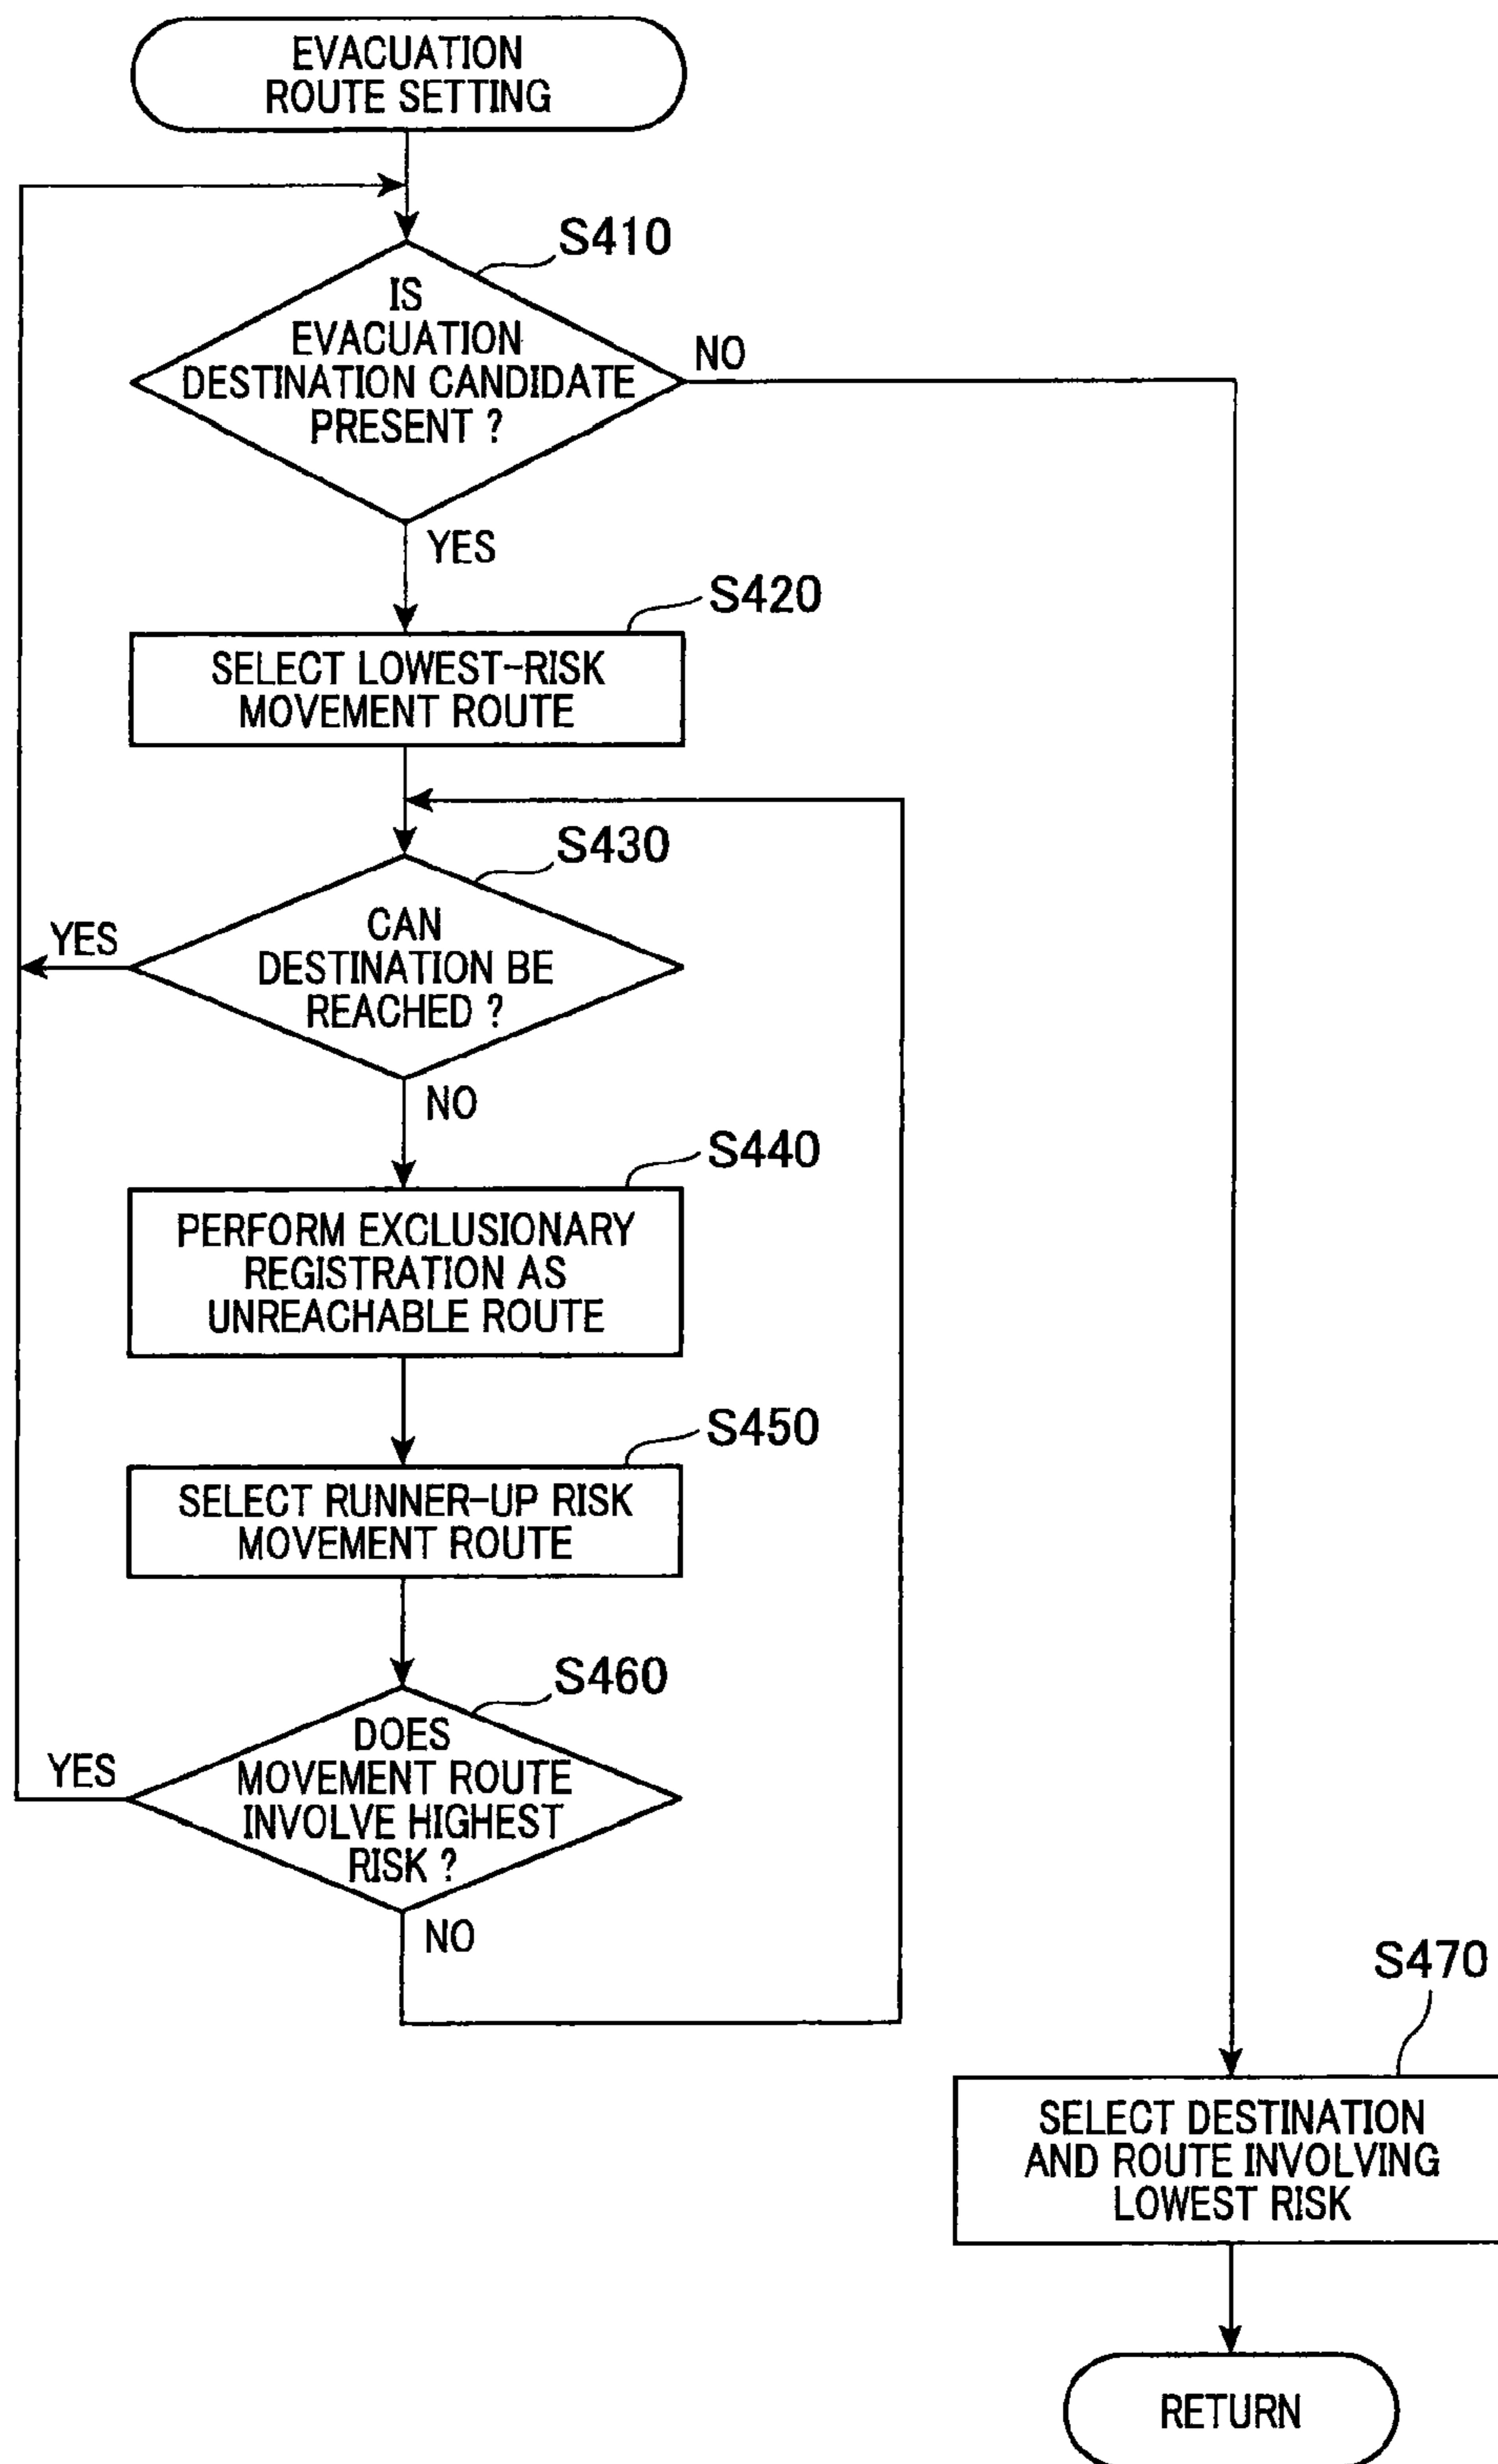 EVACUATION
ROUTE SETTING
S410
IS
EVACUATION
DESTINATION CANDIDATE
PRESENT ?
NO
YES
S420
SELECT LOWEST-RISK
MOVEMENT ROUTE
S430
CAN
DESTINATION BE
REACHED ?
YES
NO
S440
PERFORM EXCLUSIONARY
REGISTRATION AS
UNREACHABLE ROUTE
S450
SELECT RUNNER-UP RISK
MOVEMENT ROUTE
S460
DOES
MOVEMENT ROUTE
INVOLVE HIGHEST
RISK ?
YES
NO
S470
SELECT DESTINATION
AND ROUTE INVOLVING
LOWEST RISK
RETURN